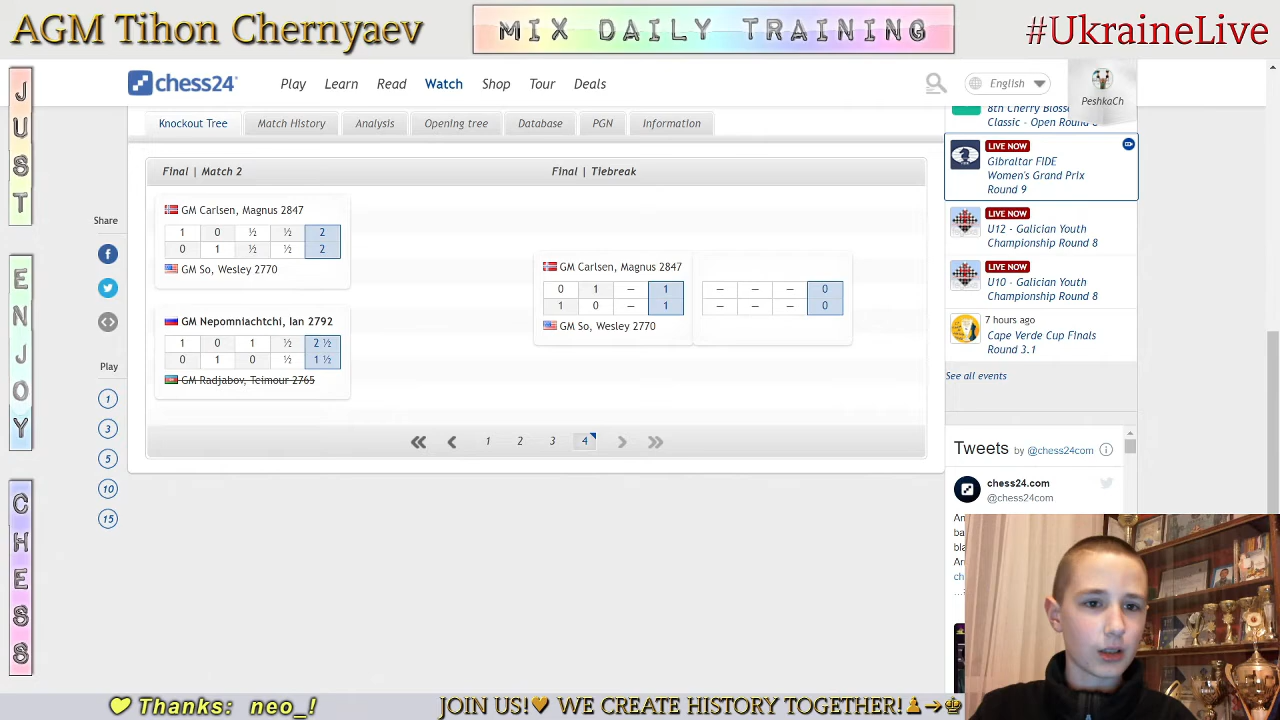 AGM Tihon Chernyaev
MIX DAILY TRAINING
#UkraineLive
JUST
ENJOY
CHESS
chess24
Play Learn Read Watch Shop Tour Deals
English
PeshkaCh
Knockout Tree Match History Analysis Opening tree Database PGN Information
Final | Match 2
Final | Tiebreak
GM Carlsen, Magnus 2847
1 0 ½ ½ 2
0 1 ½ ½ 2
GM So, Wesley 2770
GM Nepomniachtchi, Ian 2792
1 0 1 ½ 2 ½
0 1 0 ½ 1 ½
GM Radjabov, Teimour 2765
GM Carlsen, Magnus 2847
0 1 – 1
1 0 – 1
GM So, Wesley 2770
– – – 0
– – – 0
1 2 3 4
Share
Play
1
3
5
10
15
8th Cherry Blosso
Classic - Open Round 8
LIVE NOW
Gibraltar FIDE
Women's Grand Prix
Round 9
LIVE NOW
U12 - Galician Youth
Championship Round 8
LIVE NOW
U10 - Galician Youth
Championship Round 8
7 hours ago
Cape Verde Cup Finals
Round 3.1
See all events
Tweets by @chess24com
chess24.com
@chess24com
Thanks: neo_!
JOIN US! WE CREATE HISTORY TOGETHER!